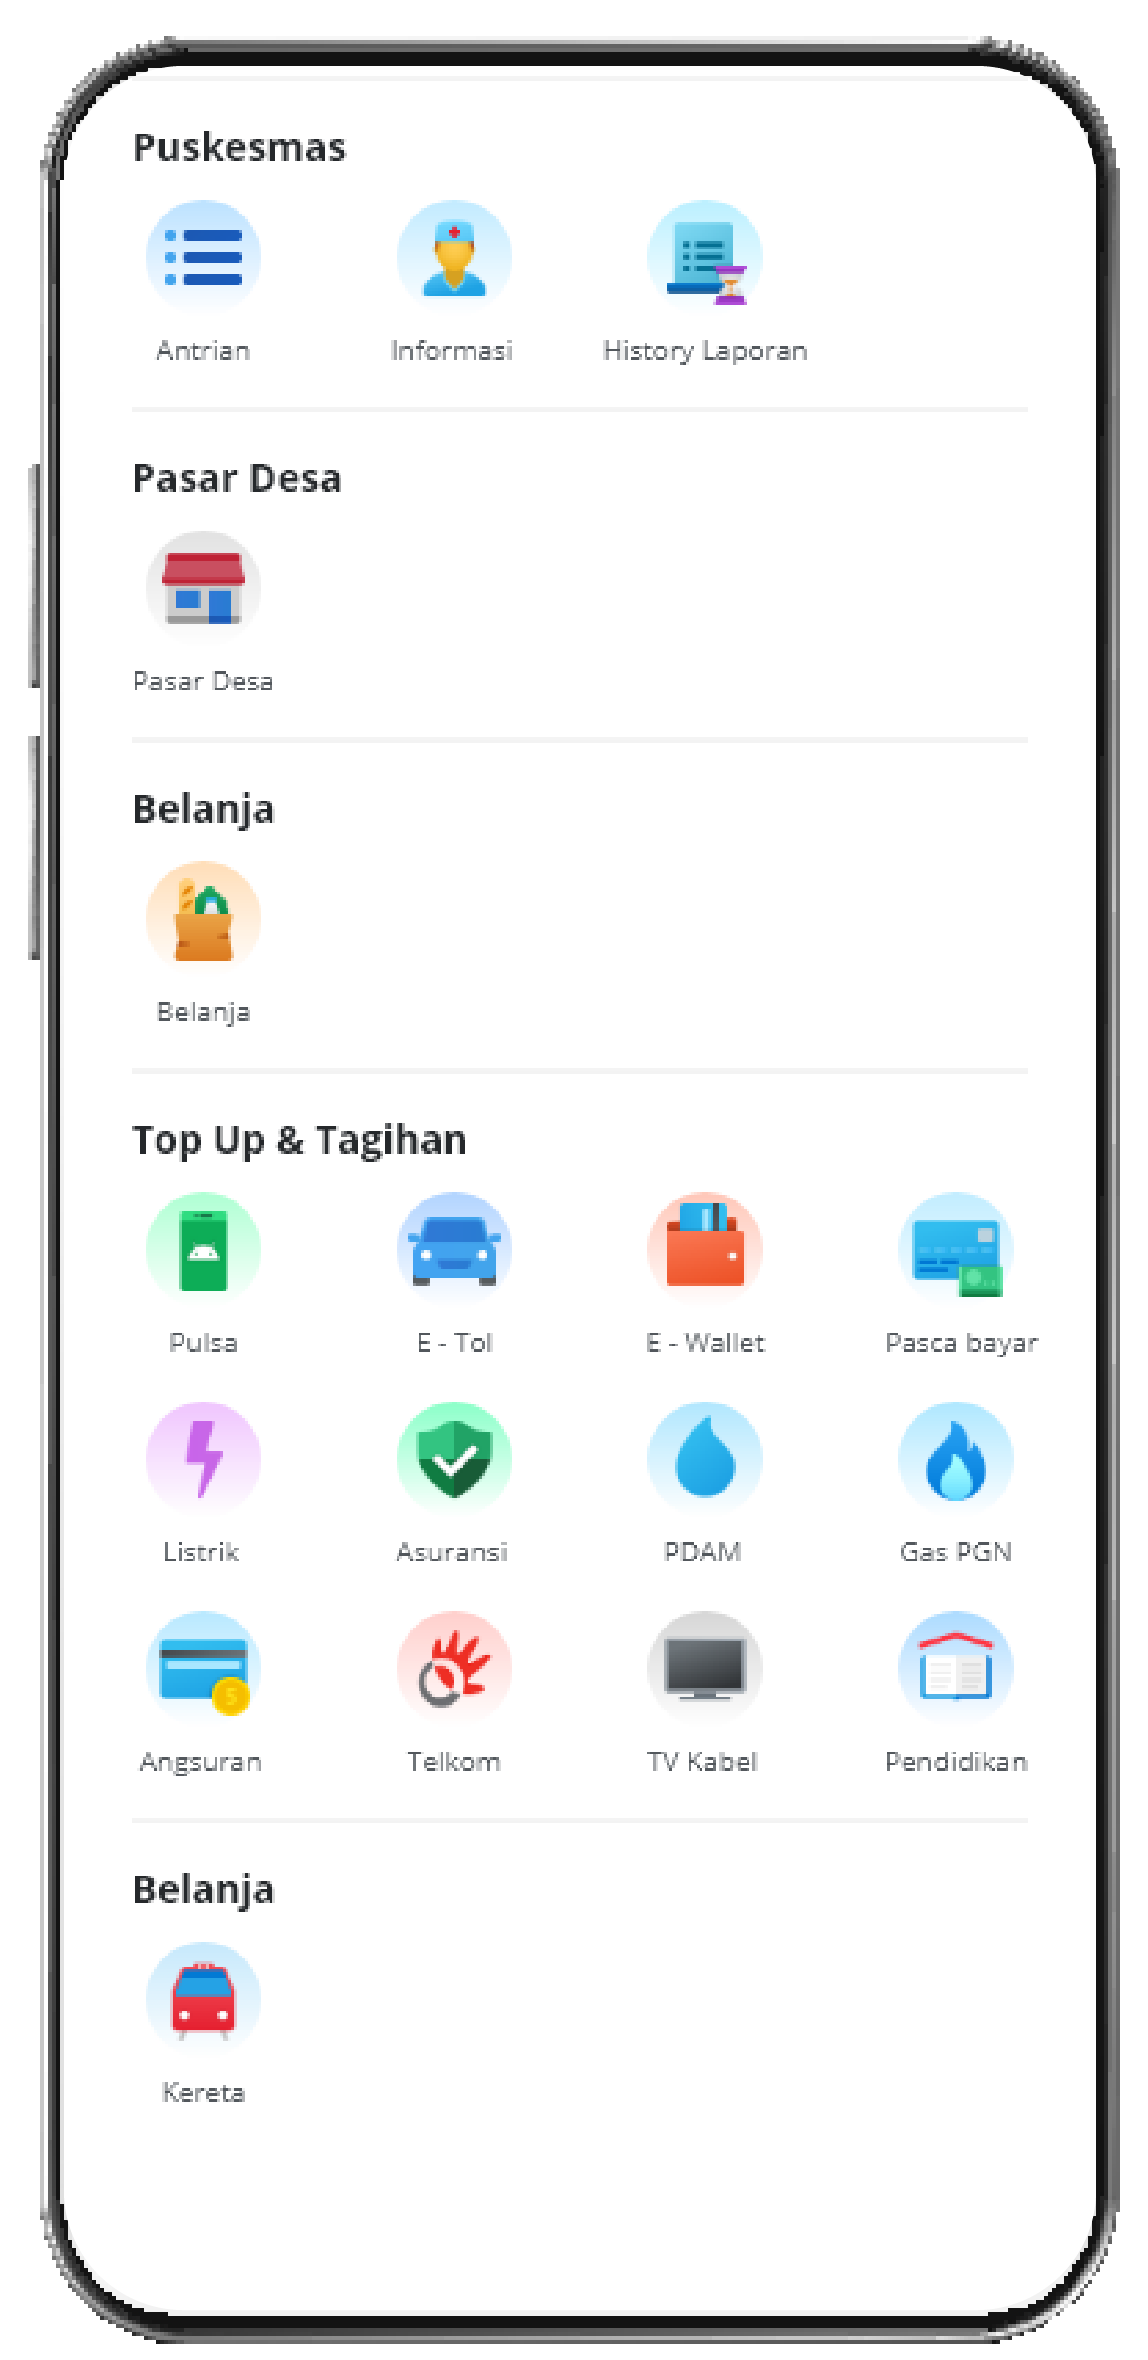 Puskesmas
Antrian Informasi History Laporan
Pasar Desa
Pasar Desa
Belanja
Belanja
Top Up & Tagihan
Pulsa E - Tol E - Wallet Pasca bayar
Listrik Asuransi PDAM Gas PGN
Angsuran Telkom TV Kabel Pendidikan
Belanja
Kereta